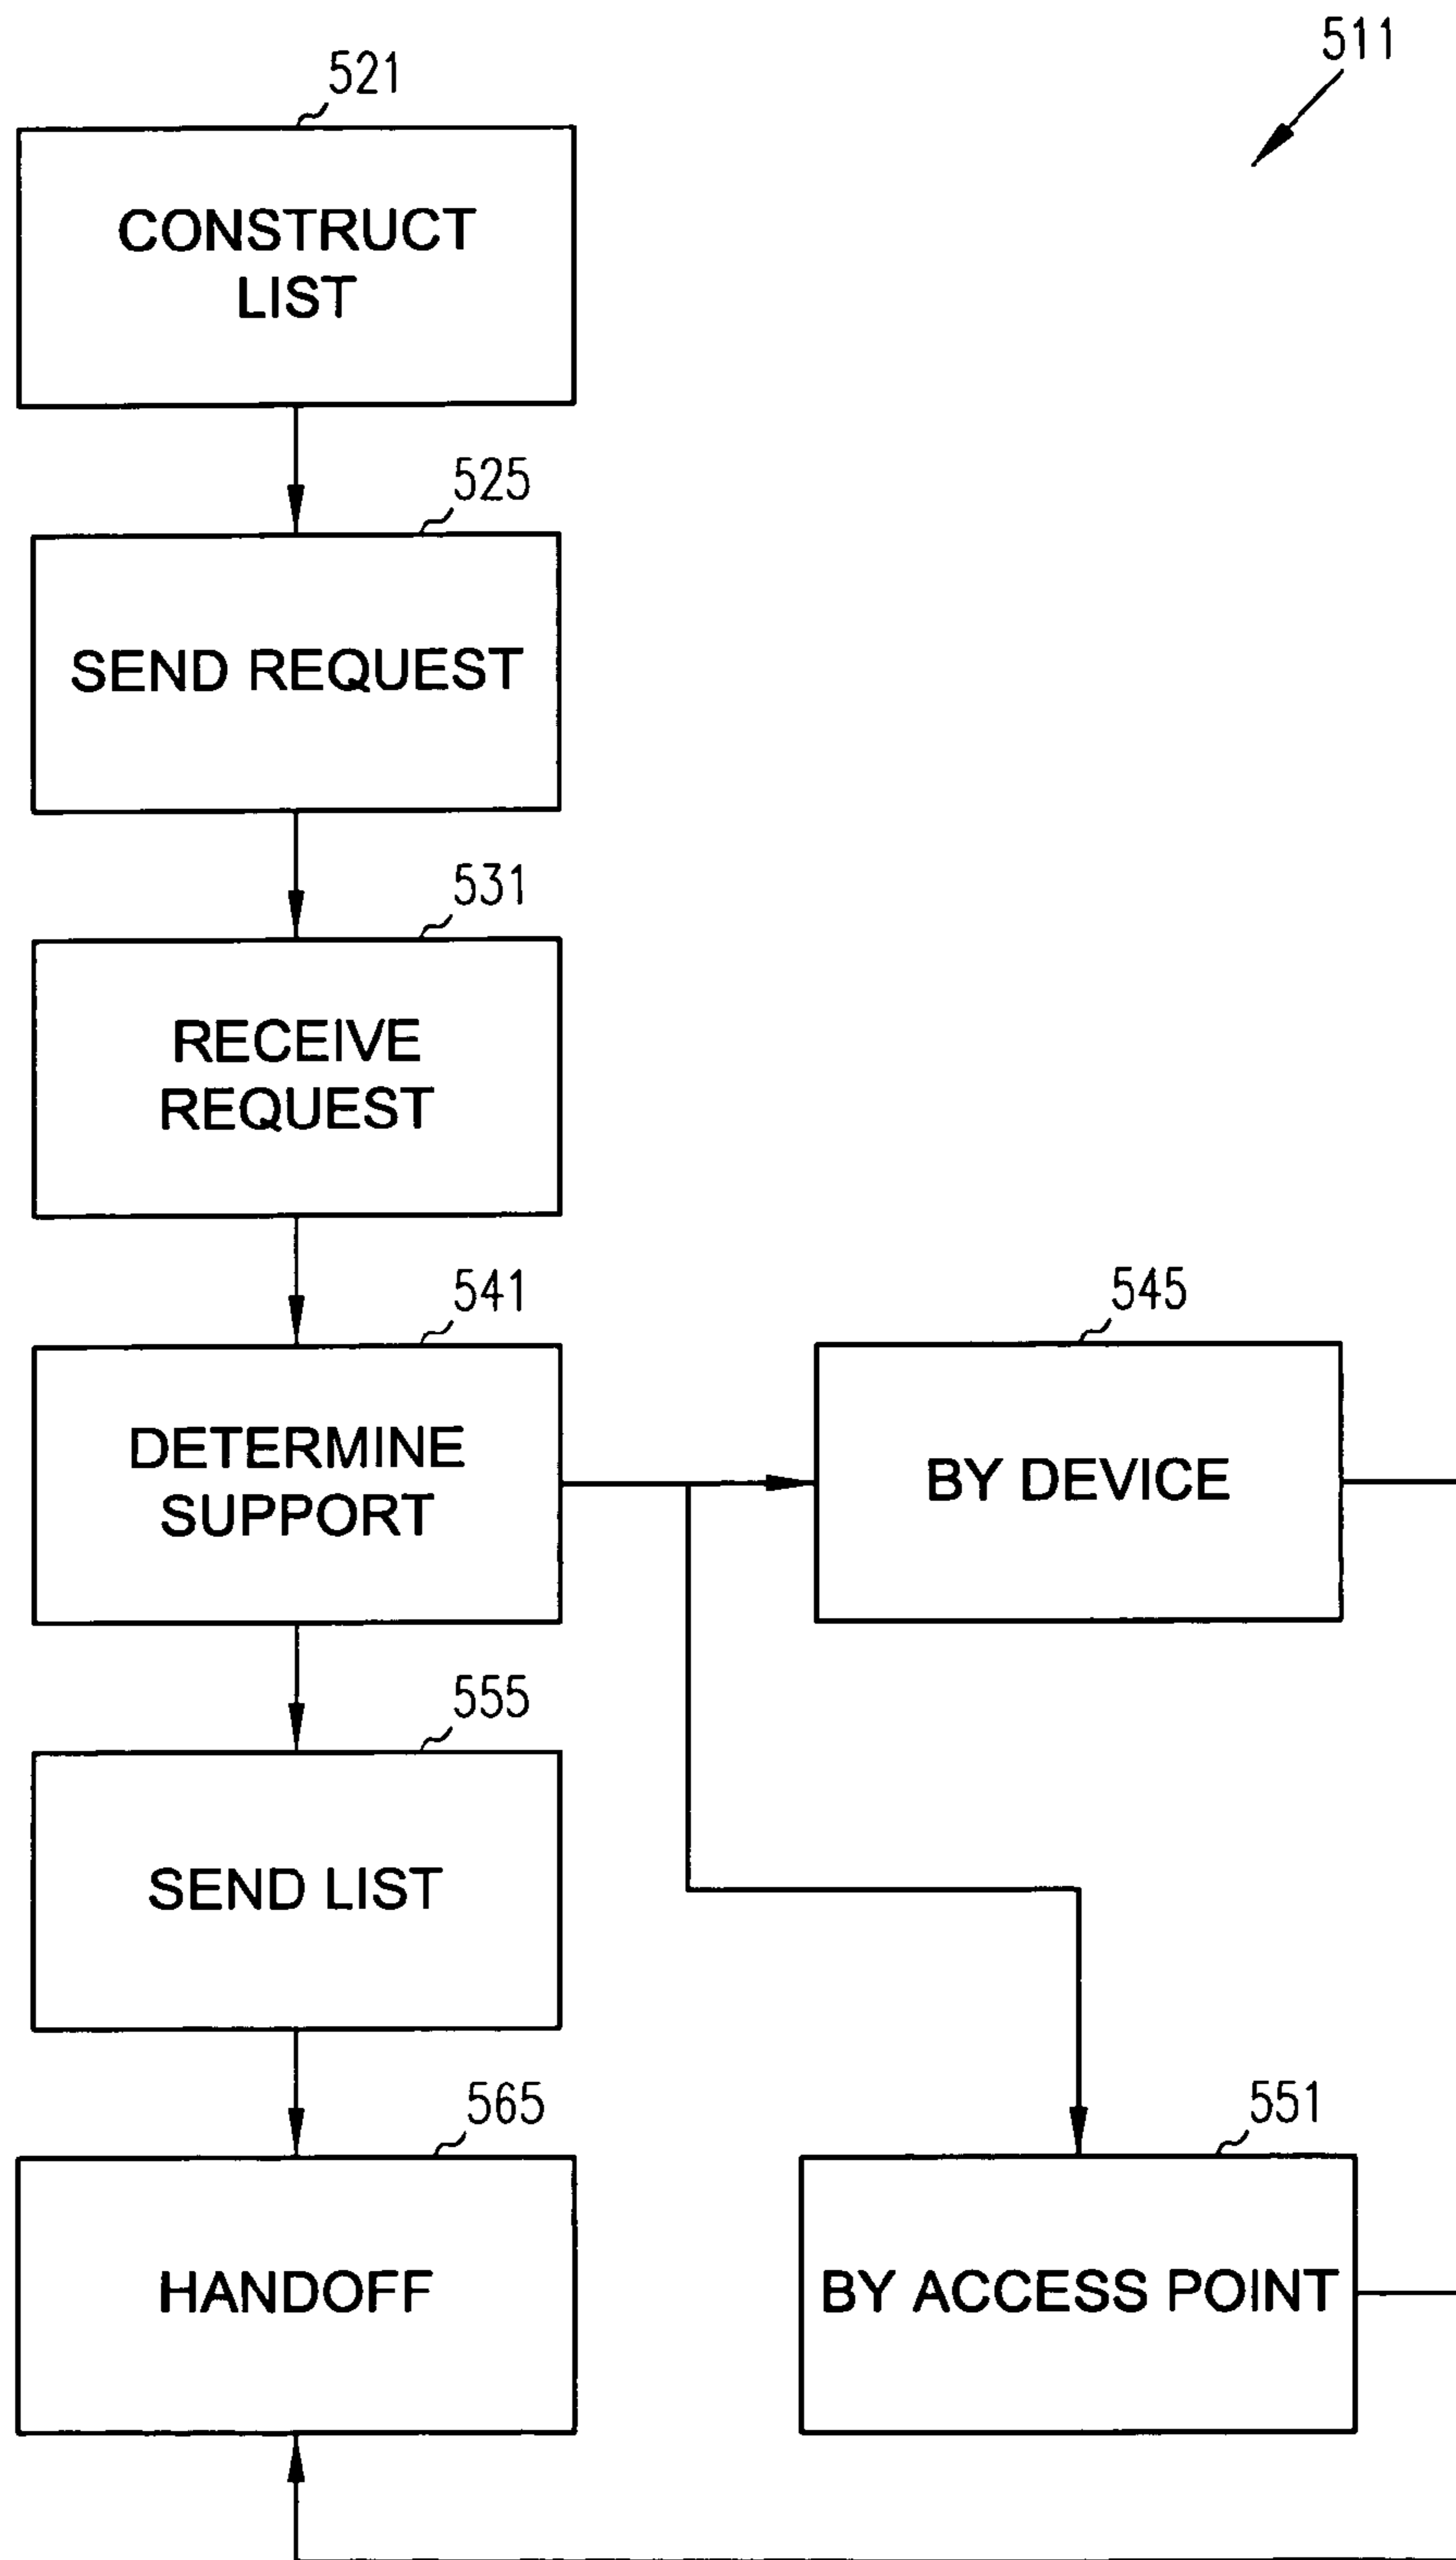 511
521
CONSTRUCT
LIST
525
SEND REQUEST
531
RECEIVE
REQUEST
541
DETERMINE
SUPPORT
545
BY DEVICE
555
SEND LIST
565
HANDOFF
551
BY ACCESS POINT